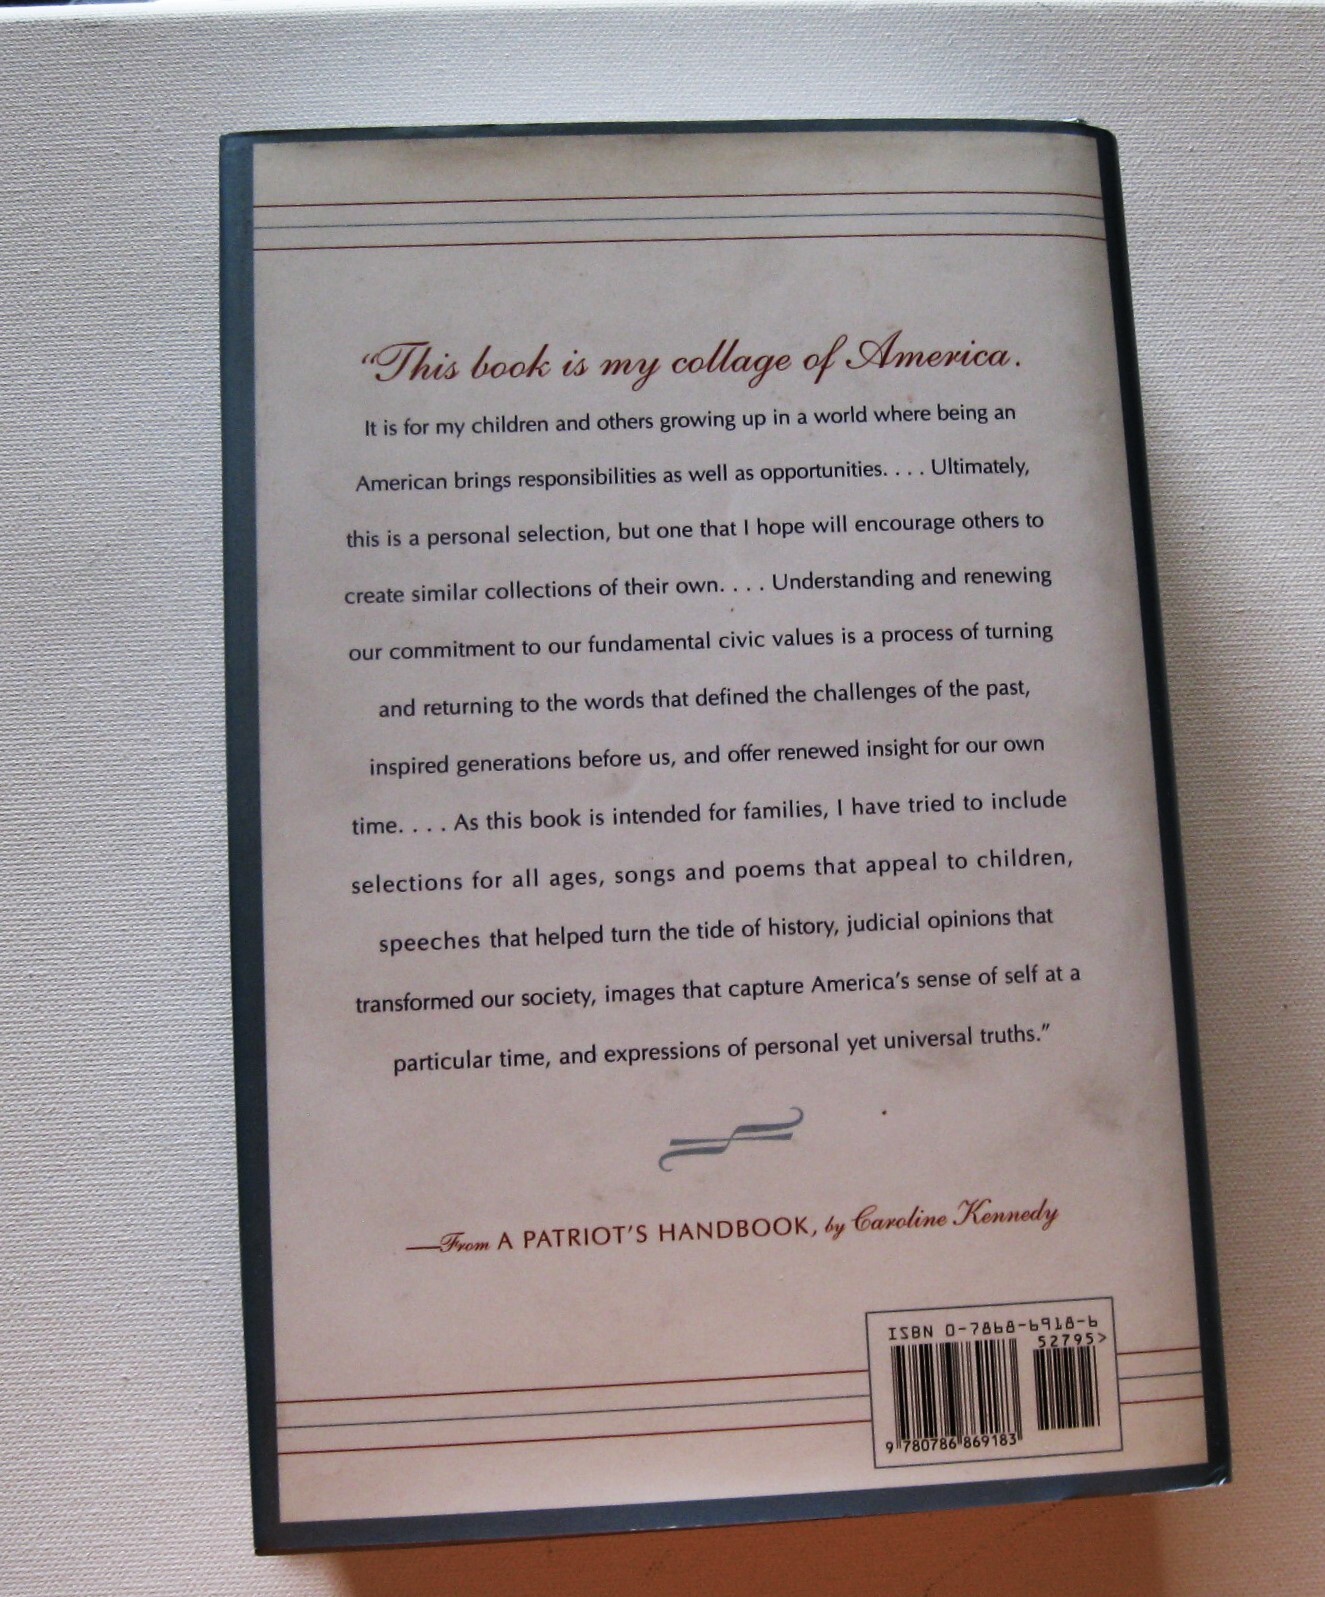 “This book is my collage of America.
It is for my children and others growing up in a world where being an
American brings responsibilities as well as opportunities. . . . Ultimately,
this is a personal selection, but one that I hope will encourage others to
create similar collections of their own. . . . Understanding and renewing
our commitment to our fundamental civic values is a process of turning
and returning to the words that defined the challenges of the past,
inspired generations before us, and offer renewed insight for our own
time. . . . As this book is intended for families, I have tried to include
selections for all ages, songs and poems that appeal to children,
speeches that helped turn the tide of history, judicial opinions that
transformed our society, images that capture America’s sense of self at a
particular time, and expressions of personal yet universal truths.”
—From A PATRIOT’S HANDBOOK, by Caroline Kennedy
ISBN 0-7868-6918-6
52795>
9 780786 869183